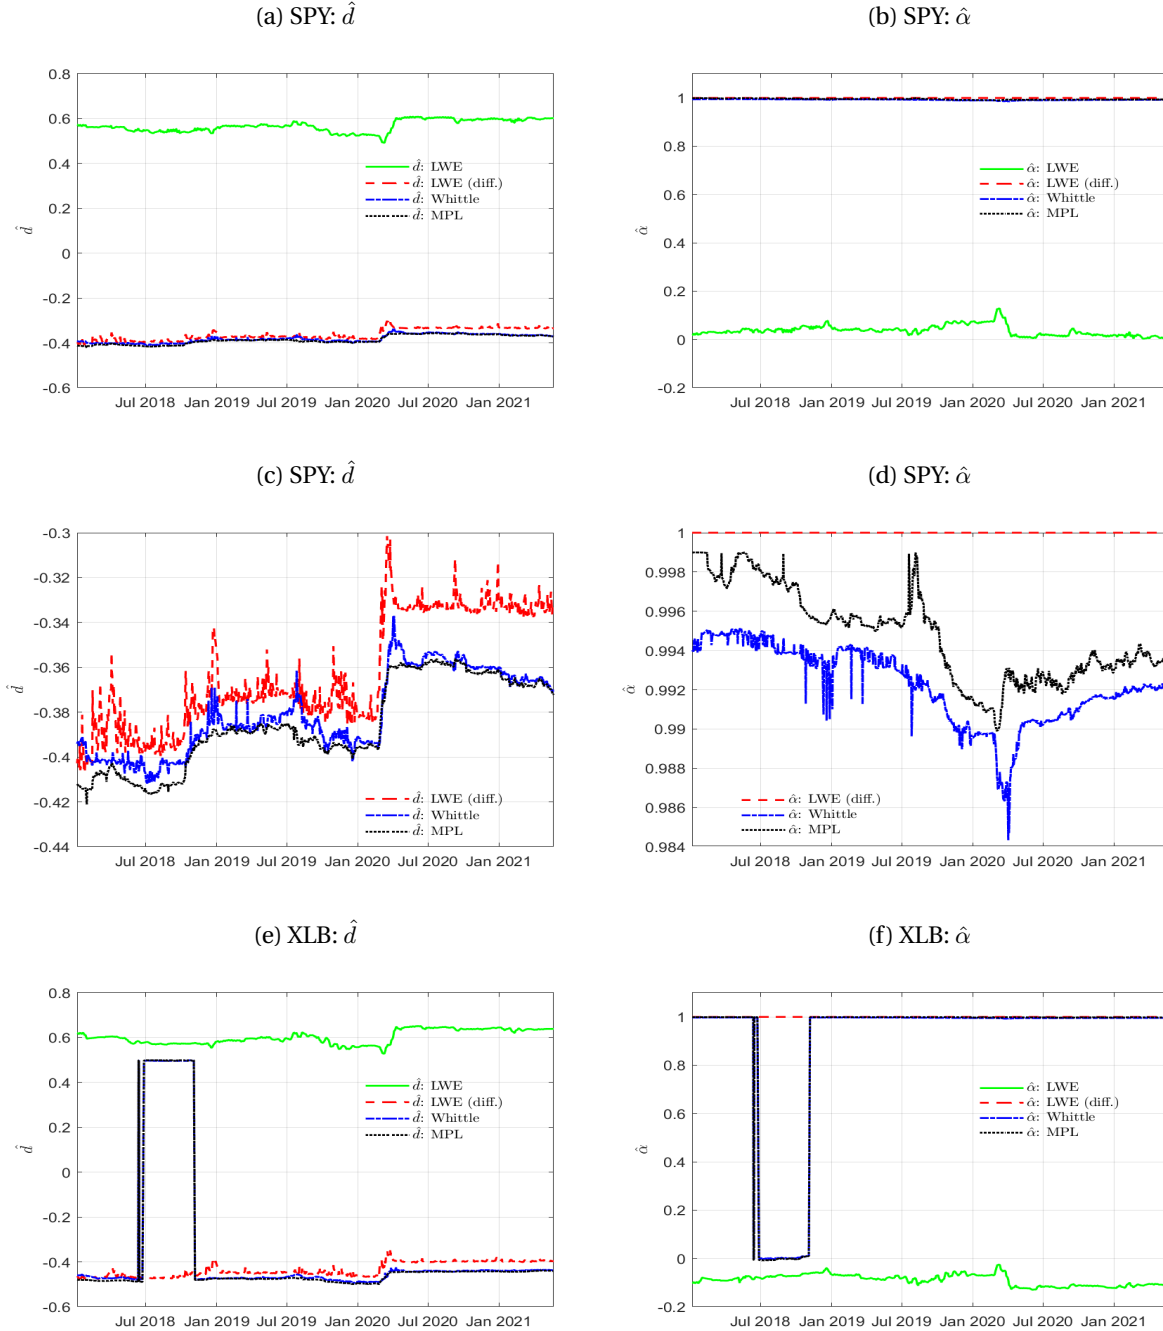 (a) SPY: d̂
0.8
0.6
0.4
0.2
0
-0.2
-0.4
-0.6
d̂
d̂: LWE
d̂: LWE (diff.)
d̂: Whittle
d̂: MPL
Jul 2018 Jan 2019 Jul 2019 Jan 2020 Jul 2020 Jan 2021
(b) SPY: α̂
1
0.8
0.6
0.4
0.2
0
-0.2
α̂
α̂: LWE
α̂: LWE (diff.)
α̂: Whittle
α̂: MPL
Jul 2018 Jan 2019 Jul 2019 Jan 2020 Jul 2020 Jan 2021
(c) SPY: d̂
-0.3
-0.32
-0.34
-0.36
-0.38
-0.4
-0.42
-0.44
d̂
d̂: LWE (diff.)
d̂: Whittle
d̂: MPL
Jul 2018 Jan 2019 Jul 2019 Jan 2020 Jul 2020 Jan 2021
(d) SPY: α̂
1
0.998
0.996
0.994
0.992
0.99
0.988
0.986
0.984
α̂
α̂: LWE (diff.)
α̂: Whittle
α̂: MPL
Jul 2018 Jan 2019 Jul 2019 Jan 2020 Jul 2020 Jan 2021
(e) XLB: d̂
0.8
0.6
0.4
0.2
0
-0.2
-0.4
-0.6
d̂
d̂: LWE
d̂: LWE (diff.)
d̂: Whittle
d̂: MPL
Jul 2018 Jan 2019 Jul 2019 Jan 2020 Jul 2020 Jan 2021
(f) XLB: α̂
1
0.8
0.6
0.4
0.2
0
-0.2
α̂
α̂: LWE
α̂: LWE (diff.)
α̂: Whittle
α̂: MPL
Jul 2018 Jan 2019 Jul 2019 Jan 2020 Jul 2020 Jan 2021